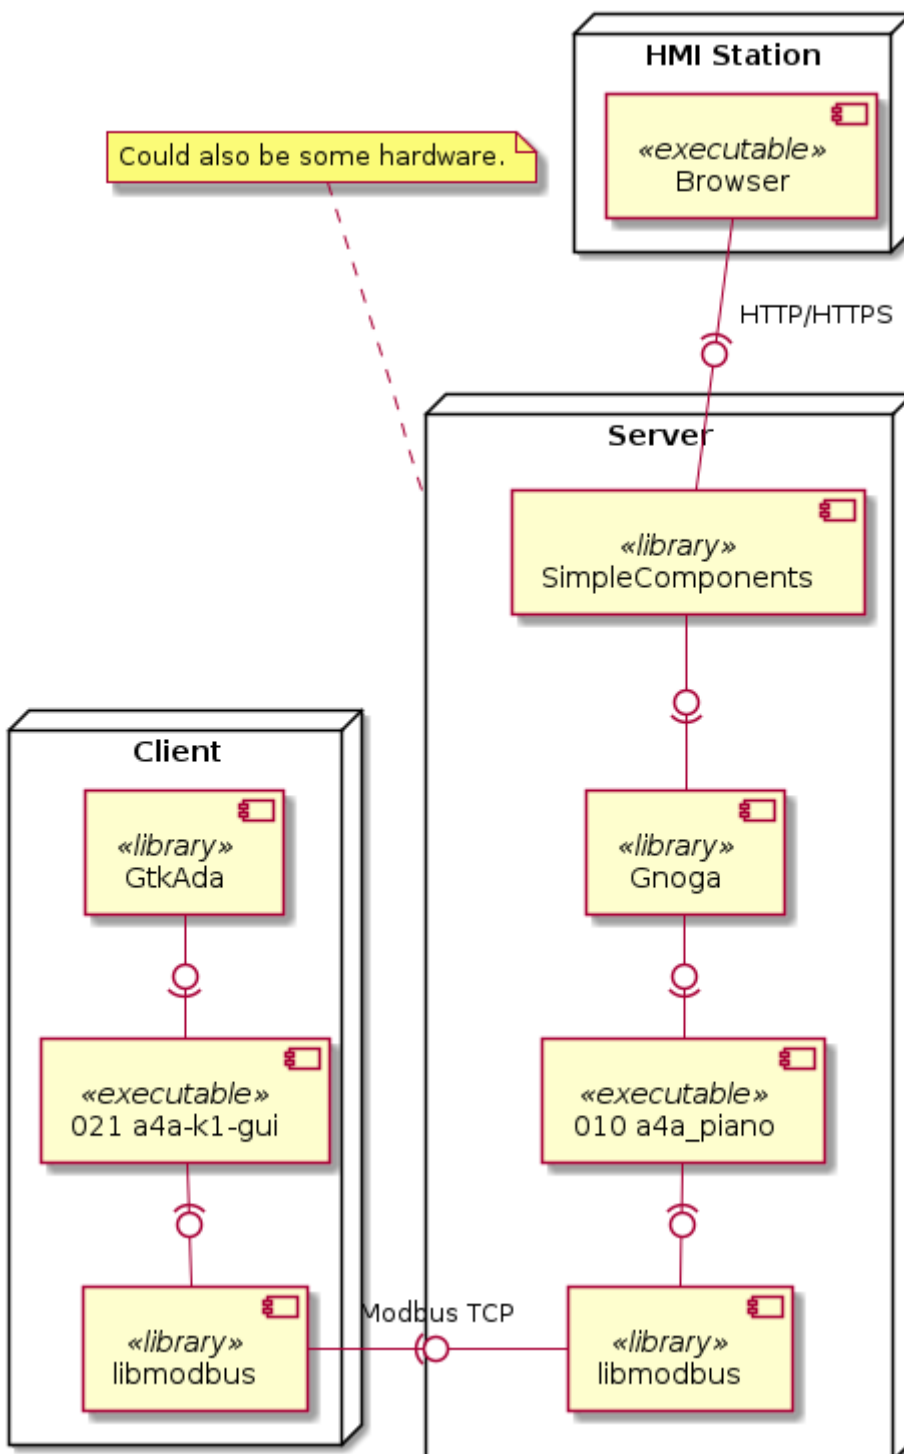 HMI Station
«executable»
Browser
Could also be some hardware.
HTTP/HTTPS
Server
«library»
SimpleComponents
Client
«library»
GtkAda
«library»
Gnoga
«executable»
021 a4a-k1-gui
«executable»
010 a4a_piano
Modbus TCP
«library»
libmodbus
«library»
libmodbus